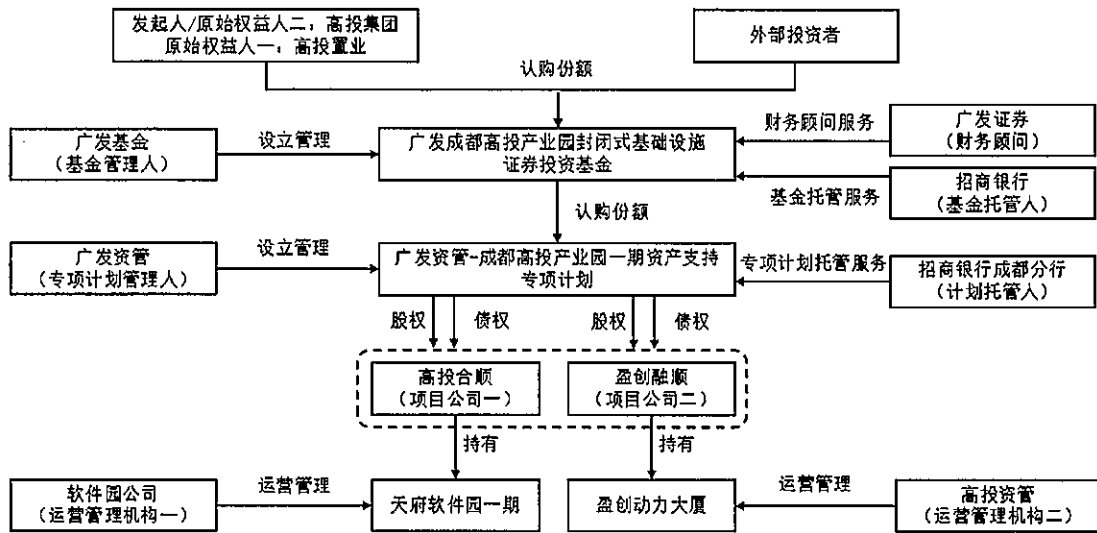 发起人/原始权益人二：高投集团
原始权益人一：高投置业
外部投资者
认购份额
广发基金
（基金管理人）
设立管理
广发成都高投产业园封闭式基础设施
证券投资基金
财务顾问服务
广发证券
（财务顾问）
基金托管服务
招商银行
（基金托管人）
认购份额
广发资管
（专项计划管理人）
设立管理
广发资管-成都高投产业园一期资产支持
专项计划
专项计划托管服务
招商银行成都分行
（计划托管人）
股权
债权
股权
债权
高投合顺
（项目公司一）
盈创融顺
（项目公司二）
持有
持有
软件园公司
（运营管理机构一）
运营管理
天府软件园一期
盈创动力大厦
运营管理
高投资管
（运营管理机构二）